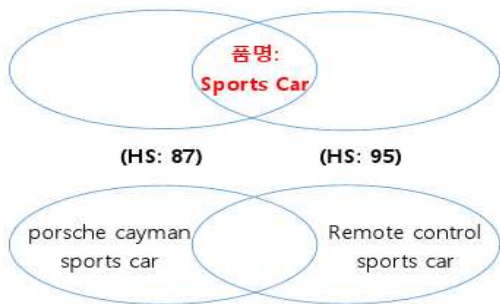 품명:
Sports Car
(HS: 87) (HS: 95)
porsche cayman Remote control
sports car sports car